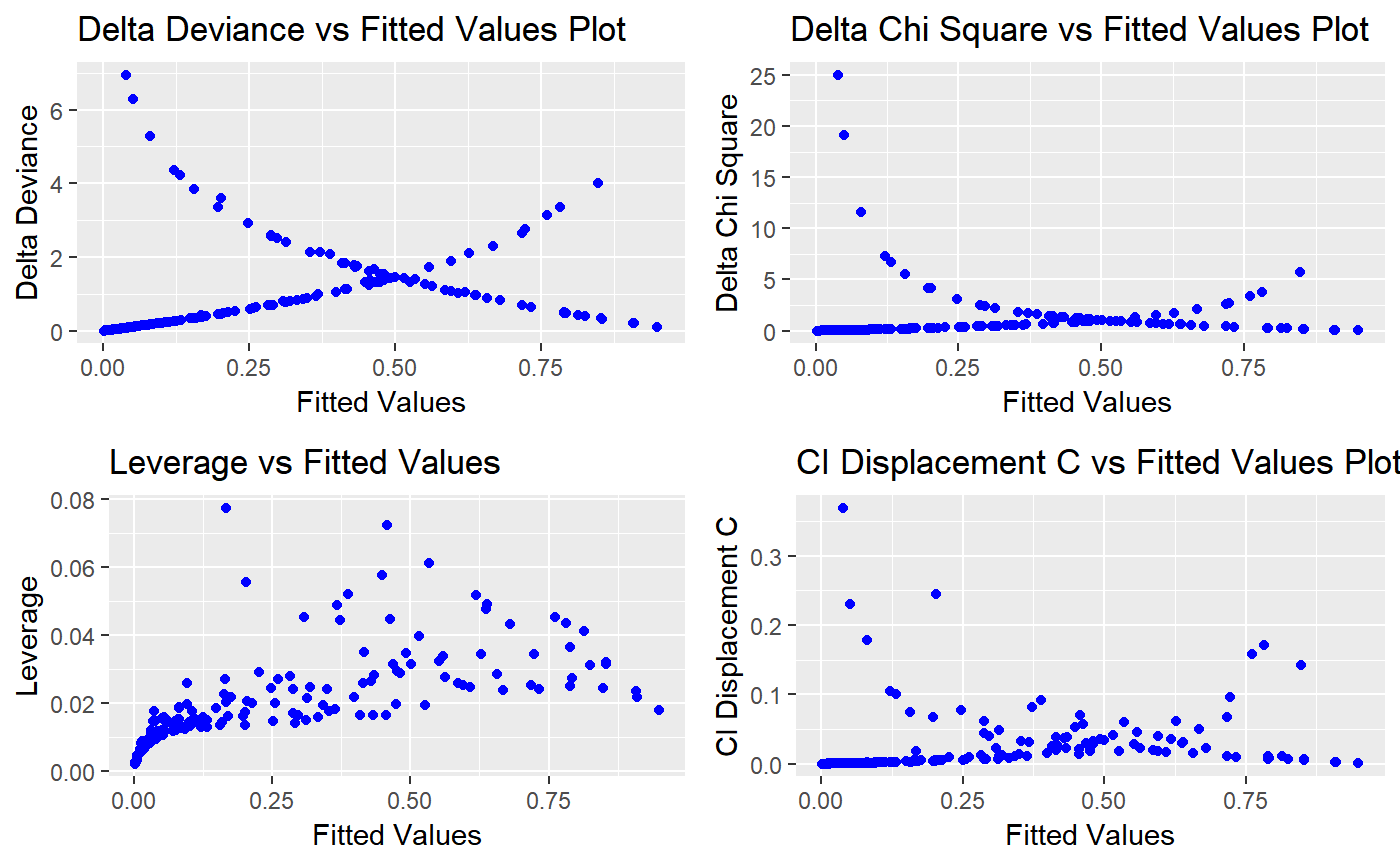 Delta Deviance vs Fitted Values Plot
Delta Deviance
6
4
2
0
0.00 0.25 0.50 0.75
Fitted Values
Delta Chi Square vs Fitted Values Plot
Delta Chi Square
25
20
15
10
5
0
0.00 0.25 0.50 0.75
Fitted Values
Leverage vs Fitted Values
Leverage
0.08
0.06
0.04
0.02
0.00
0.00 0.25 0.50 0.75
Fitted Values
CI Displacement C vs Fitted Values Plot
CI Displacement C
0.3
0.2
0.1
0.0
0.00 0.25 0.50 0.75
Fitted Values